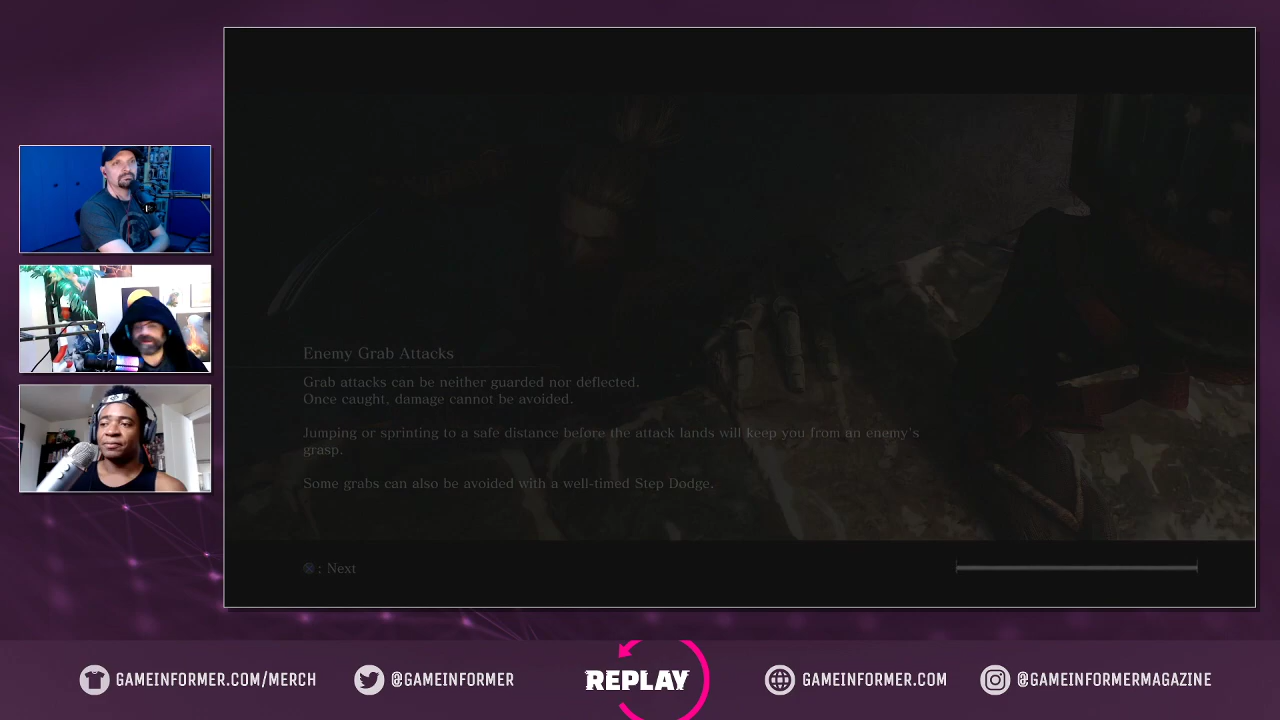 Enemy Grab Attacks
Grab attacks can be neither guarded nor deflected.
Once caught, damage cannot be avoided.
Jumping or sprinting to a safe distance before the attack lands will keep you from an enemy's
grasp.
Some grabs can also be avoided with a well-timed Step Dodge.
: Next
GAMEINFORMER.COM/MERCH
@GAMEINFORMER
REPLAY
GAMEINFORMER.COM
@GAMEINFORMERMAGAZINE